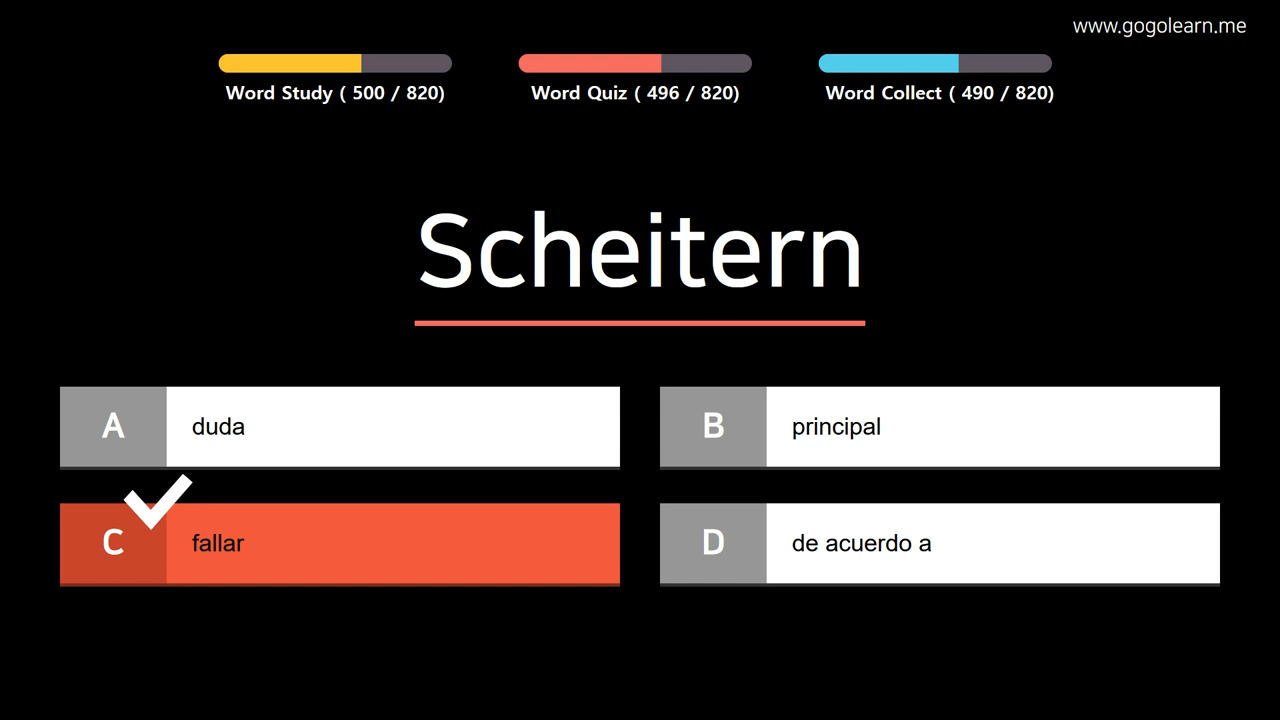 www.gogolearn.me
Word Study ( 500 / 820)
Word Quiz ( 496 / 820)
Word Collect ( 490 / 820)
Scheitern
A duda
B principal
C fallar
D de acuerdo a